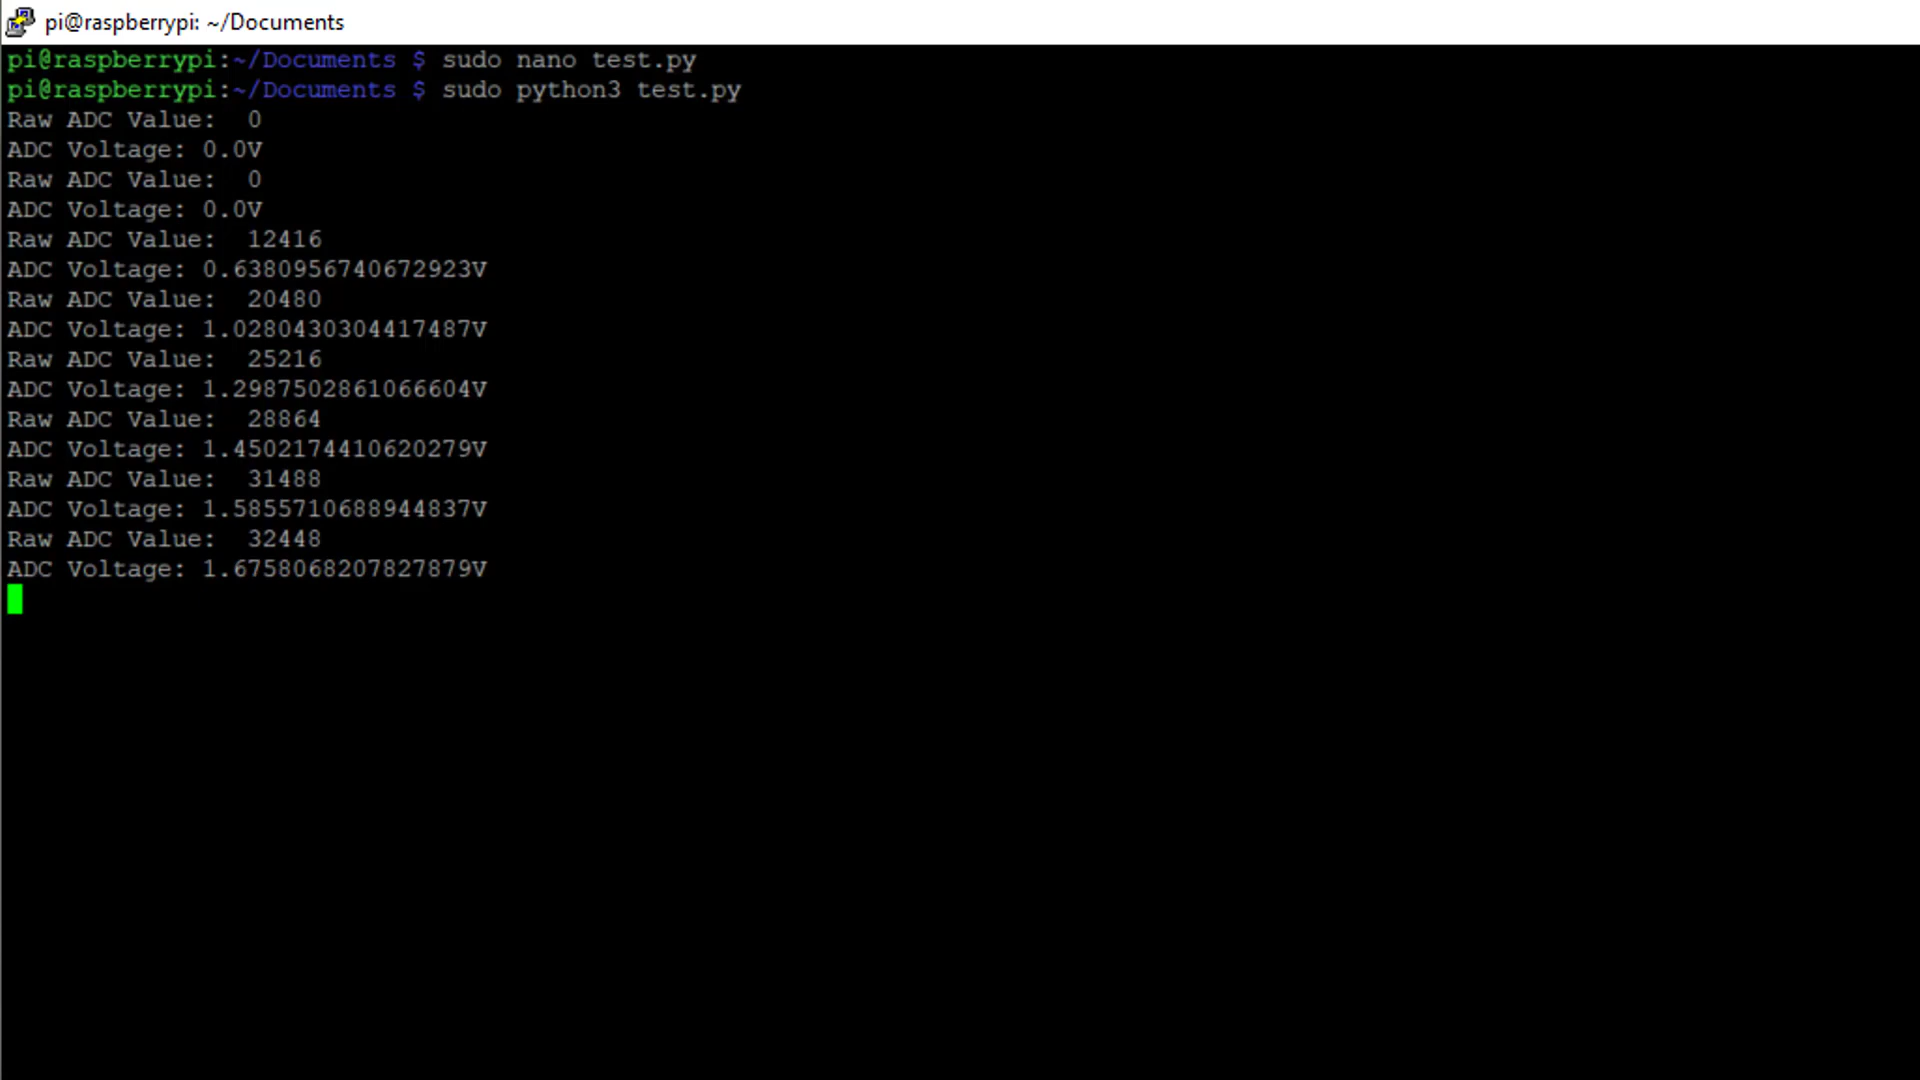 pi@raspberrypi: ~/Documents
pi@raspberrypi:~/Documents $ sudo nano test.py
pi@raspberrypi:~/Documents $ sudo python3 test.py
Raw ADC Value:  0
ADC Voltage: 0.0V
Raw ADC Value:  0
ADC Voltage: 0.0V
Raw ADC Value:  12416
ADC Voltage: 0.6380956740672923V
Raw ADC Value:  20480
ADC Voltage: 1.0280430304417487V
Raw ADC Value:  25216
ADC Voltage: 1.2987502861066604V
Raw ADC Value:  28864
ADC Voltage: 1.4502174410620279V
Raw ADC Value:  31488
ADC Voltage: 1.5855710688944837V
Raw ADC Value:  32448
ADC Voltage: 1.6758068207827879V